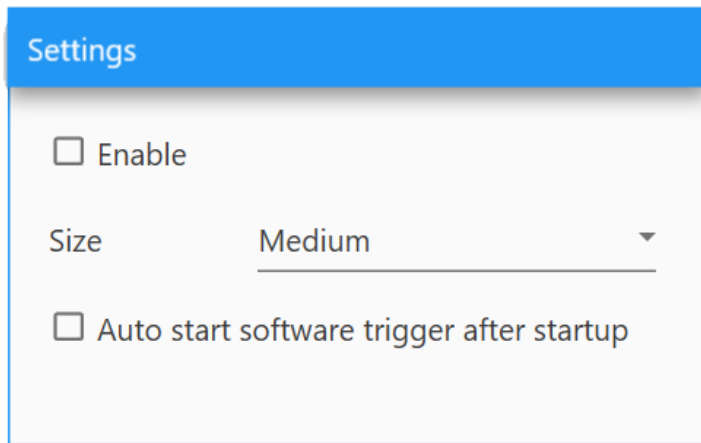 Settings
Enable
Size Medium
Auto start software trigger after startup